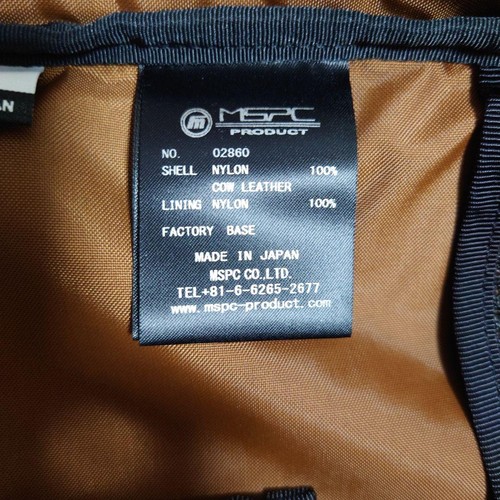 AN
MSPC
PRODUCT
NO. 02860
SHELL NYLON 100%
COW LEATHER
LINING NYLON 100%
FACTORY BASE
MADE IN JAPAN
MSPC CO.,LTD.
TEL+81-6-6265-2677
www.mspc-product.com